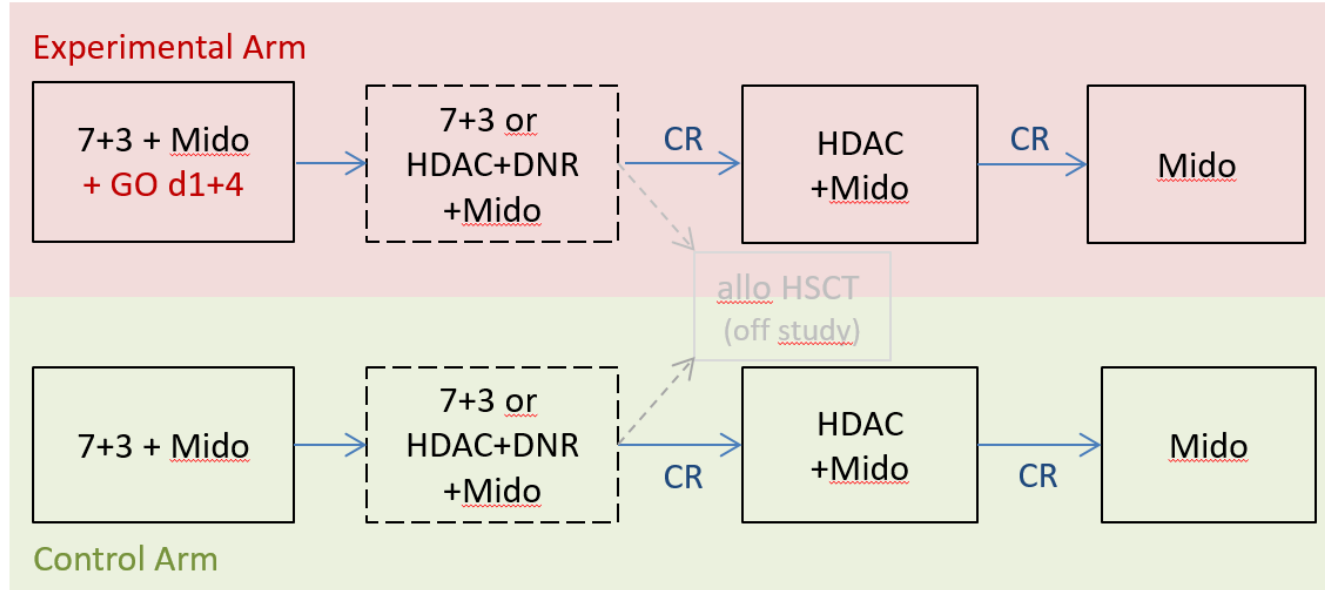 Experimental Arm
7+3 + Mido
+ GO d1+4
7+3 or
HDAC+DNR
+Mido
CR
HDAC
+Mido
CR
Mido
allo HSCT
(off study)
7+3 + Mido
7+3 or
HDAC+DNR
+Mido
CR
HDAC
+Mido
CR
Mido
Control Arm